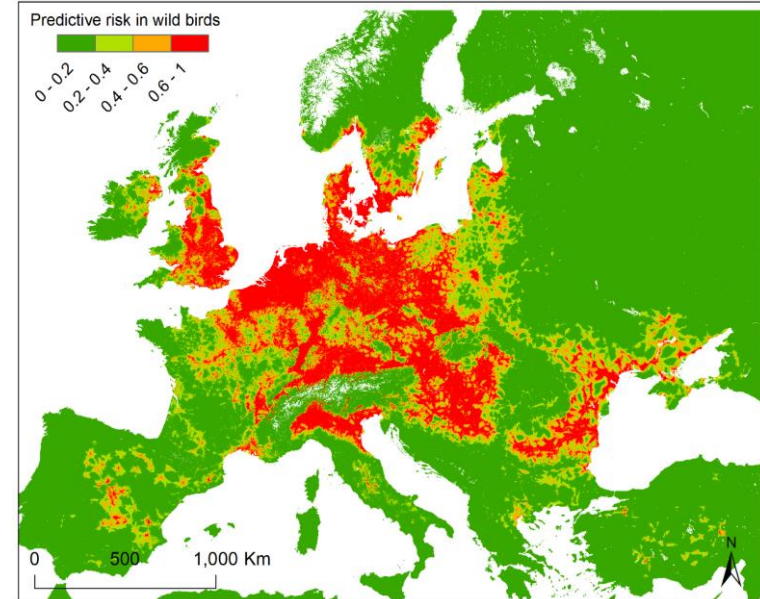 Predictive risk in wild birds
0 - 0.2
0.2 - 0.4
0.4 - 0.6
0.6 - 1
N
0 500 1,000 Km